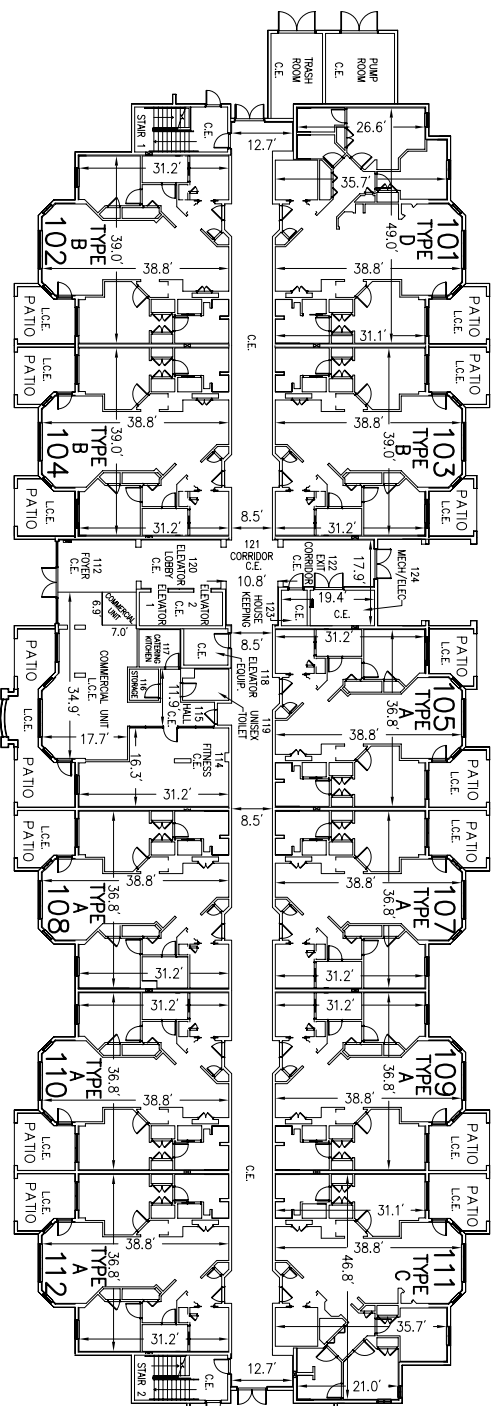 PUMP
ROOM
C.E.
TRASH
ROOM
C.E.
STAIR 1
C.E.
12.7'
26.6'
35.7'
101
TYPE
D
49.0'
38.8'
31.1'
L.C.E.
PATIO
31.2'
102
TYPE
B
39.0'
38.8'
L.C.E.
PATIO
C.E.
L.C.E.
PATIO
103
TYPE
B
39.0'
38.8'
31.2'
L.C.E.
PATIO
L.C.E.
PATIO
104
TYPE
B
39.0'
38.8'
31.2'
L.C.E.
PATIO
8.5'
124
MECH/ELEC
17.9'
19.4'
C.E.
122
EXIT
CORRIDOR
C.E.
121
CORRIDOR
C.E.
10.8'
123
HOUSE
KEEPING
C.E.
120
ELEVATOR
LOBBY
C.E.
112
FOYER
C.E.
ELEVATOR
1
ELEVATOR
2
C.E.
8.5'
COMMERCIAL
UNIT
6.9'
7.0'
COMMERCIAL UNIT
L.C.E.
34.9'
17.7'
117
CATERING
KITCHEN
116
STORAGE
118
ELEVATOR
EQUIP.
C.E.
119
UNISEX
TOILET
115
HALL
C.E.
11.9'
114
FITNESS
C.E.
16.3'
31.2'
8.5'
PATIO
L.C.E.
PATIO
31.2'
105
TYPE
A
38.8'
L.C.E.
PATIO
L.C.E.
PATIO
107
TYPE
A
36.8'
38.8'
31.2'
L.C.E.
PATIO
108
TYPE
A
36.8'
38.8'
31.2'
31.2'
109
TYPE
A
36.8'
38.8'
L.C.E.
PATIO
31.2'
110
TYPE
A
36.8'
38.8'
L.C.E.
PATIO
C.E.
L.C.E.
PATIO
31.1'
111
TYPE
C
38.8'
46.8'
35.7'
21.0'
L.C.E.
PATIO
112
TYPE
A
36.8'
38.8'
31.2'
STAIR 2
C.E.
12.7'